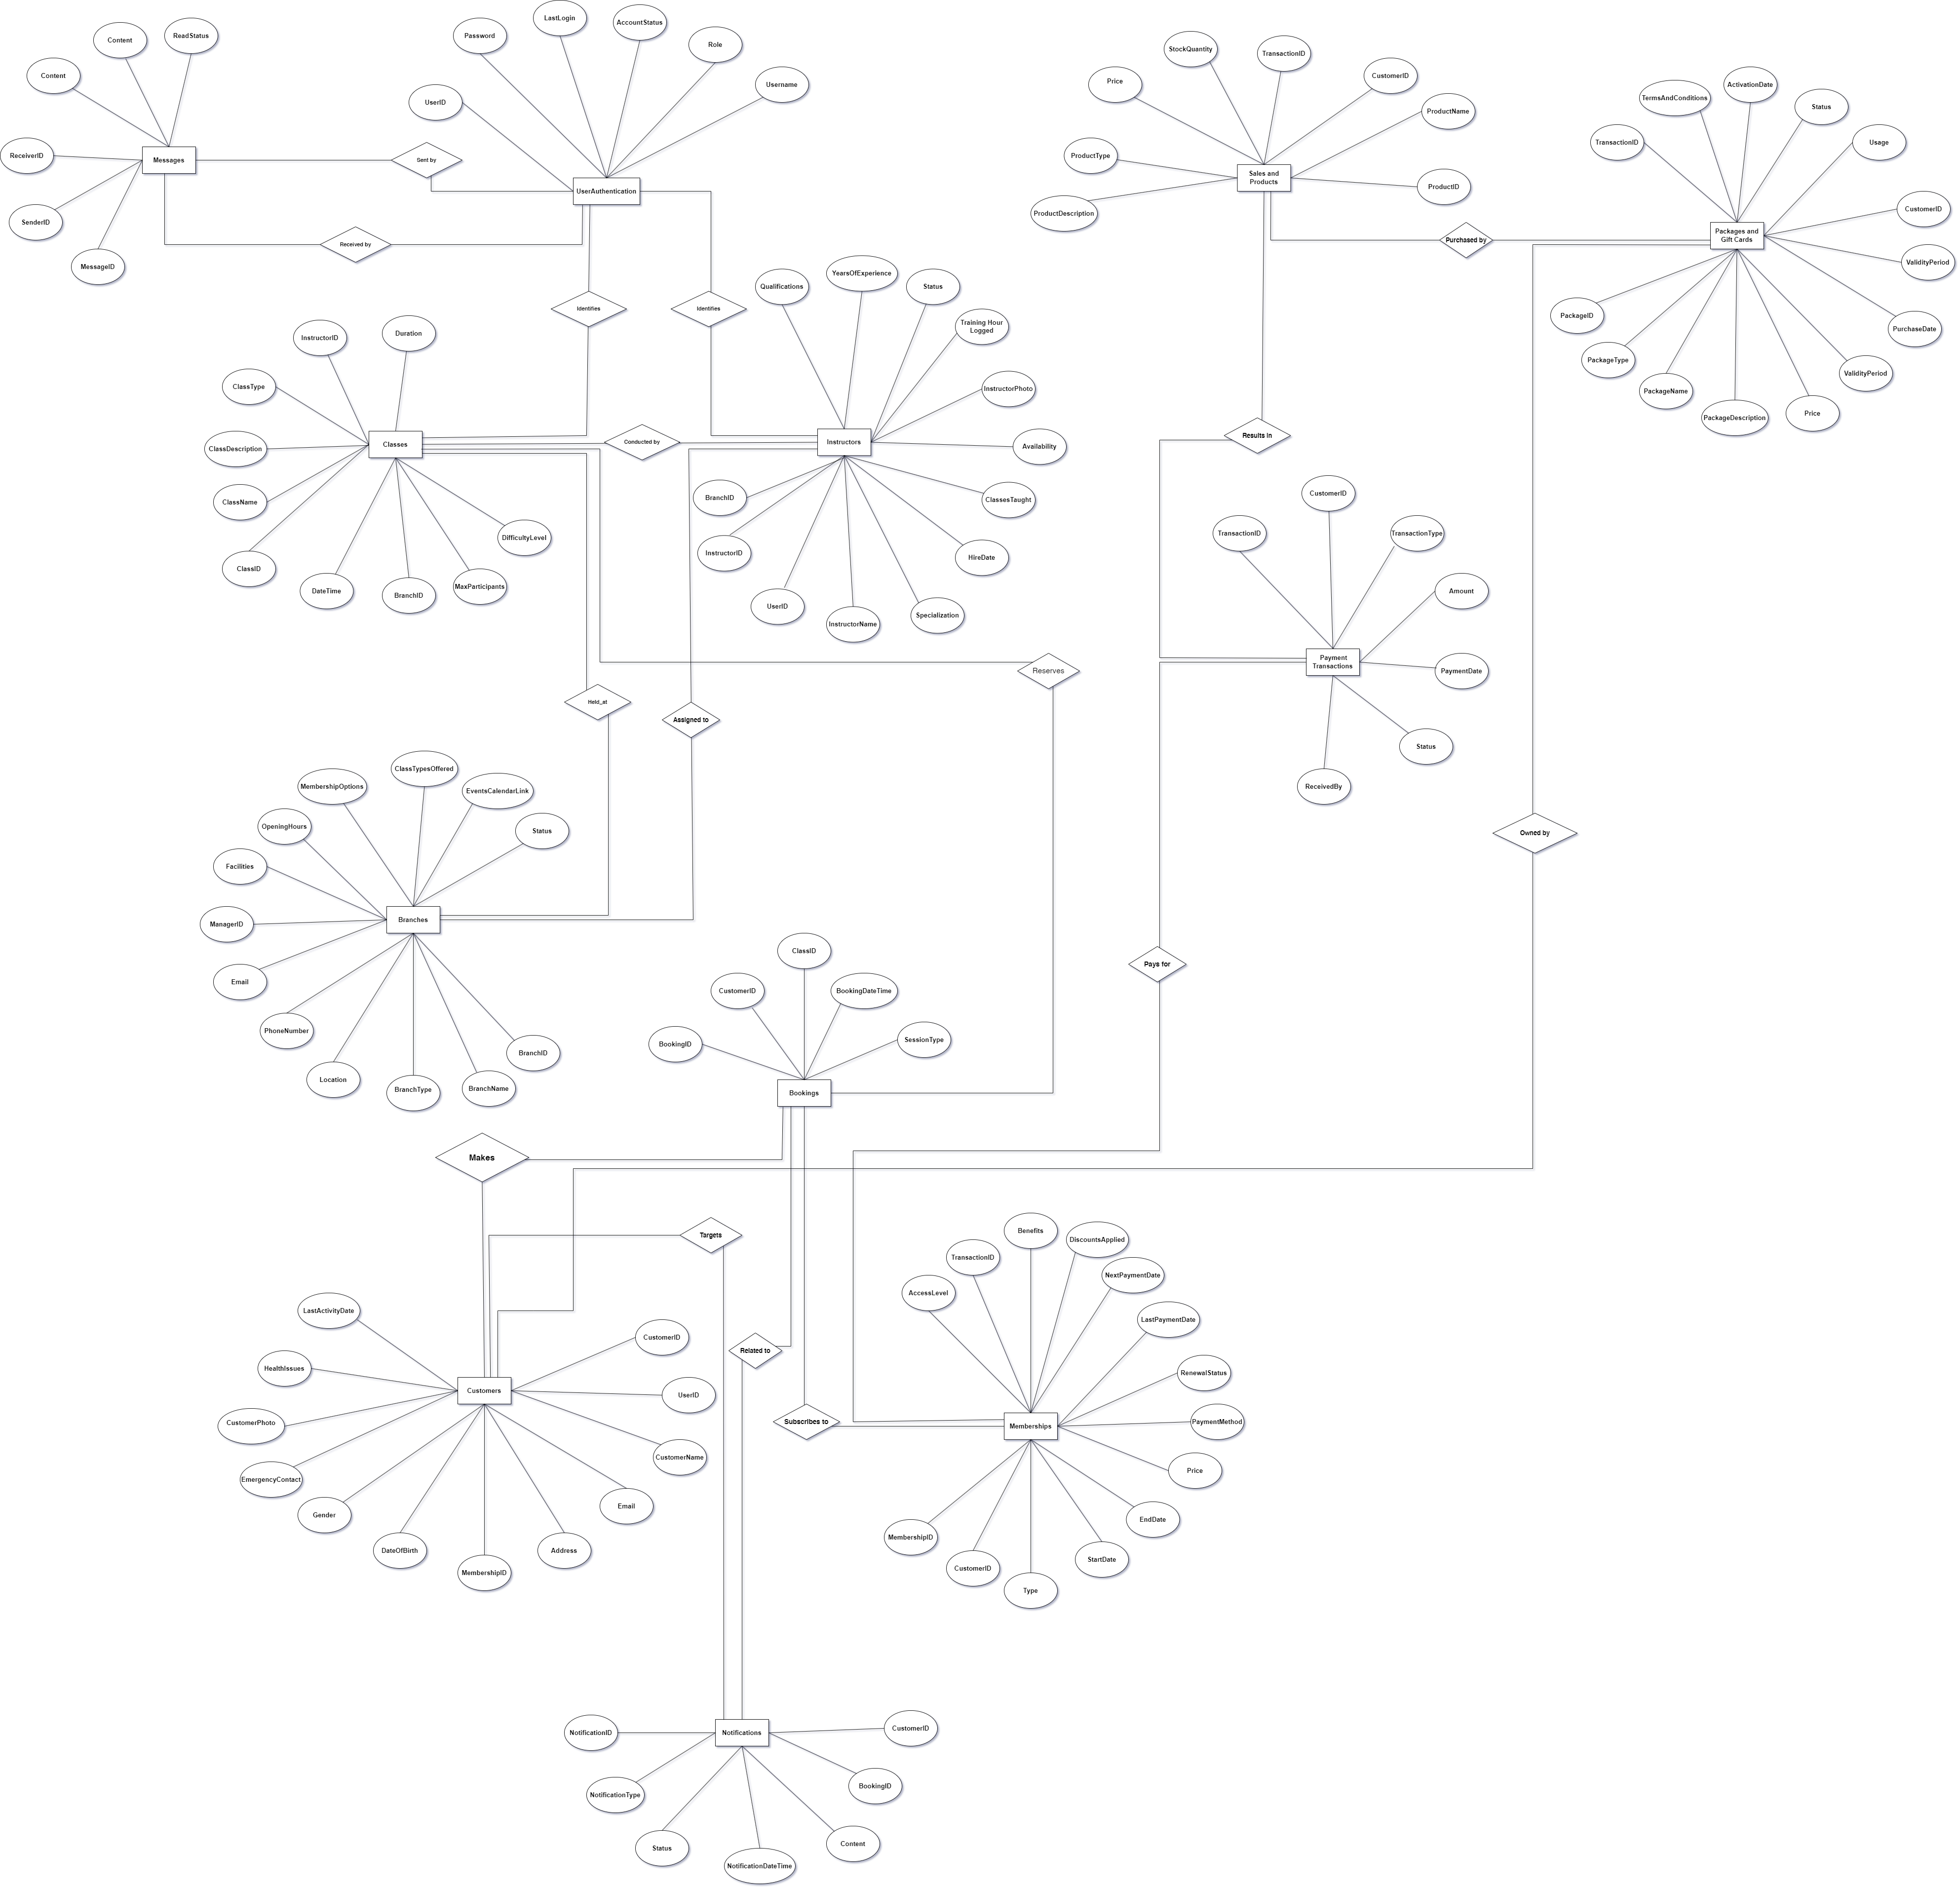 LastLogin
AccountStatus
Password
Role
ReadStatus
Content
Content
Username
UserID
Messages
Sent by
ReceiverID
UserAuthentication
SenderID
Received by
MessageID
StockQuantity
TransactionID
Price
CustomerID
ProductName
ProductType
Sales and
Products
ProductID
ProductDescription
Purchased by
TermsAndConditions
ActivationDate
Status
TransactionID
Usage
CustomerID
Packages and
Gift Cards
ValidityPeriod
PackageID
PurchaseDate
PackageType
ValidityPeriod
PackageName
Price
PackageDescription
Identifies
Identifies
Qualifications
YearsOfExperience
Status
Training Hour
Logged
InstructorPhoto
Availability
Instructors
Conducted by
BranchID
ClassesTaught
InstructorID
HireDate
UserID
InstructorName
Specialization
InstructorID
Duration
ClassType
Classes
ClassDescription
ClassName
DifficultyLevel
ClassID
DateTime
BranchID
MaxParticipants
Results in
CustomerID
TransactionID
TransactionType
Amount
Payment
Transactions
PaymentDate
Status
ReceivedBy
Reserves
Held_at
Assigned to
Owned by
ClassTypesOffered
MembershipOptions
EventsCalendarLink
OpeningHours
Status
Facilities
Branches
ManagerID
Email
PhoneNumber
BranchID
Location
BranchType
BranchName
Pays for
ClassID
CustomerID
BookingDateTime
BookingID
SessionType
Bookings
Makes
Targets
Related to
Subscribes to
LastActivityDate
CustomerID
HealthIssues
Customers
UserID
CustomerPhoto
CustomerName
EmergencyContact
Email
Gender
DateOfBirth
Address
MembershipID
Benefits
DiscountsApplied
TransactionID
NextPaymentDate
AccessLevel
LastPaymentDate
RenewalStatus
Memberships
PaymentMethod
Price
EndDate
MembershipID
StartDate
CustomerID
Type
NotificationID
Notifications
CustomerID
NotificationType
BookingID
Status
Content
NotificationDateTime